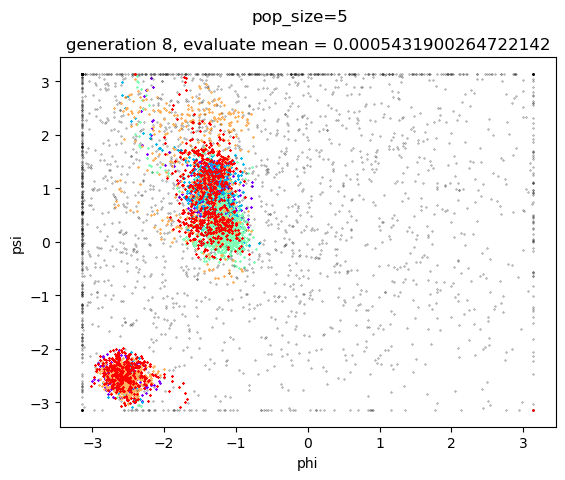 pop_size=5
generation 8, evaluate mean = 0.0005431900264722142
3
2
1
0
−1
−2
−3
psi
−3 −2 −1 0 1 2 3
phi